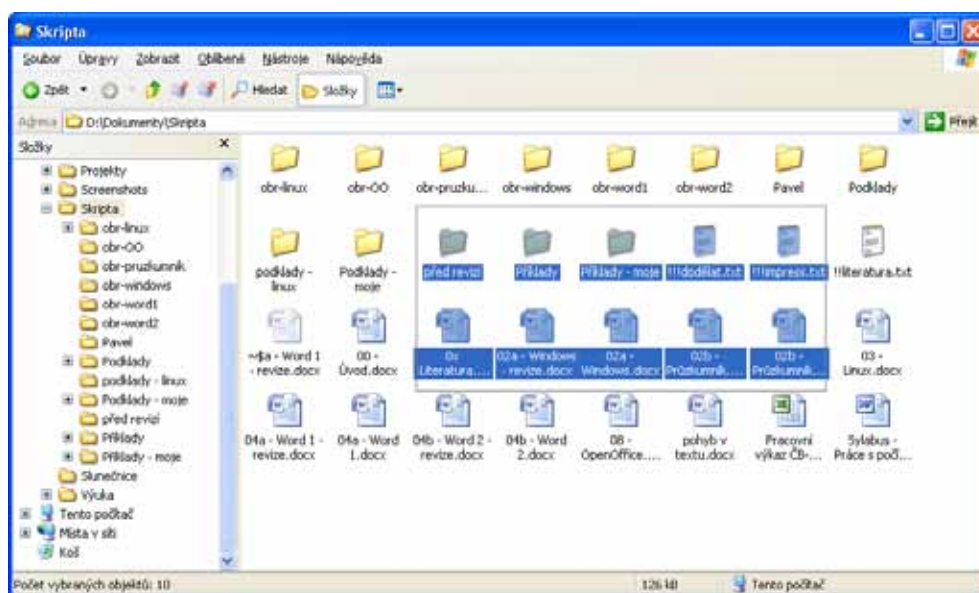 Skripta
Soubor Úpravy Zobrazit Oblíbené Nástroje Nápověda
Zpět Hledat Složky
Adresa D:\Dokumenty\Skripta Přejít
Složky
Projekty
Screenshots
Skripta
obr-linux
obr-OO
obr-pruzkumnik
obr-windows
obr-word1
obr-word2
Pavel
Podklady
podklady - linux
Podklady - moje
před revizí
Příklady
Příklady - moje
Slunečnice
Výuka
Tento počítač
Místa v síti
Koš
obr-linux obr-OO obr-pruzku... obr-windows obr-word1 obr-word2 Pavel Podklady
podklady - Podklady - před revizí Příklady Příklady - moje !!!dodělat.txt !!!impress.txt !!literatura.txt
linux moje
~$a - Word 1 00 - 0x 02a - Windows 02a - 02b - 02b - 03 -
- revize.docx Úvod.docx Literatura.... - revize.docx Windows.docx Průzkumník.... Průzkumník.... Linux.docx
04a - Word 1 - 04a - Word 04b - Word 2 - 04b - Word 08 - pohyb v Pracovní Sylabus -
revize.docx 1.docx revize.docx 2.docx OpenOffice.... textu.docx výkaz ČB-... Práce s poč...
Počet vybraných objektů: 10 126 kB Tento počítač